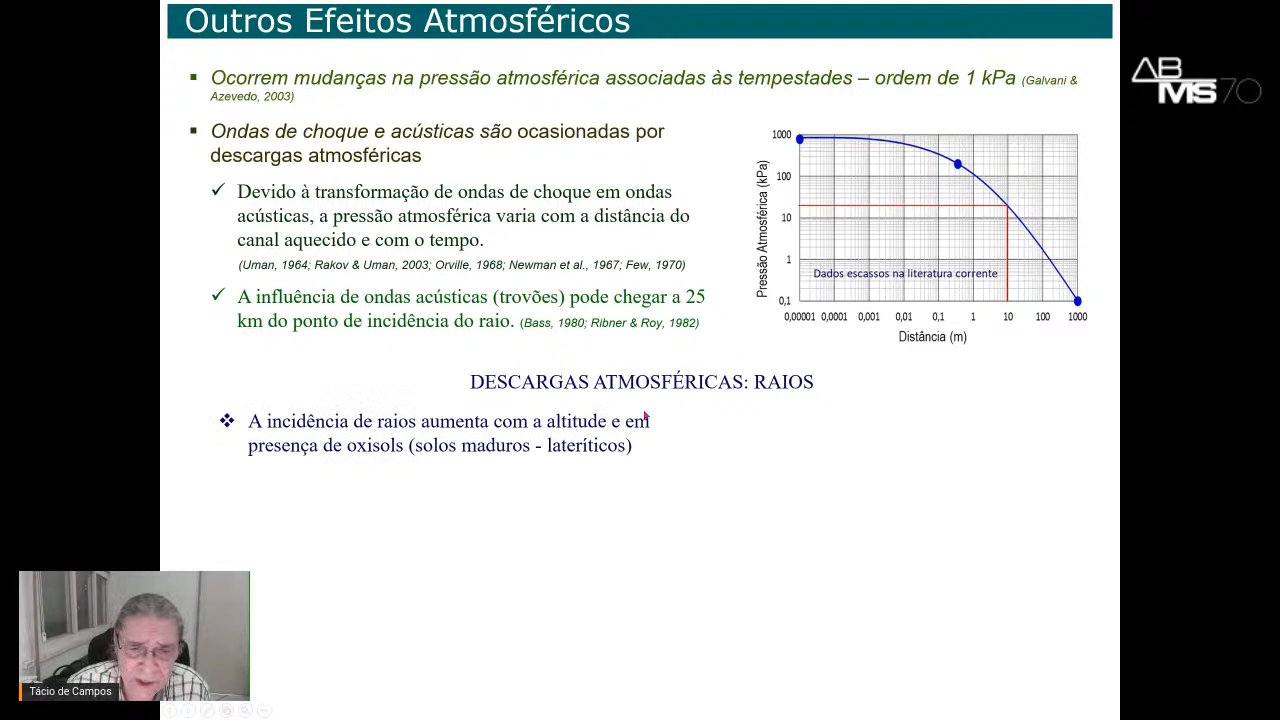 Outros Efeitos Atmosféricos
▪ Ocorrem mudanças na pressão atmosférica associadas às tempestades – ordem de 1 kPa (Galvani &
Azevedo, 2003)
▪ Ondas de choque e acústicas são ocasionadas por
descargas atmosféricas
✓ Devido à transformação de ondas de choque em ondas
acústicas, a pressão atmosférica varia com a distância do
canal aquecido e com o tempo.
(Uman, 1964; Rakov & Uman, 2003; Orville, 1968; Newman et al., 1967; Few, 1970)
✓ A influência de ondas acústicas (trovões) pode chegar a 25
km do ponto de incidência do raio. (Bass, 1980; Ribner & Roy, 1982)
Pressão Atmosférica (kPa)
1000
100
10
1
0,1
Dados escassos na literatura corrente
0,00001 0,0001 0,001 0,01 0,1 1 10 100 1000
Distância (m)
DESCARGAS ATMOSFÉRICAS: RAIOS
❖ A incidência de raios aumenta com a altitude e em
presença de oxisols (solos maduros - lateríticos)
ABMS70
Tácio de Campos